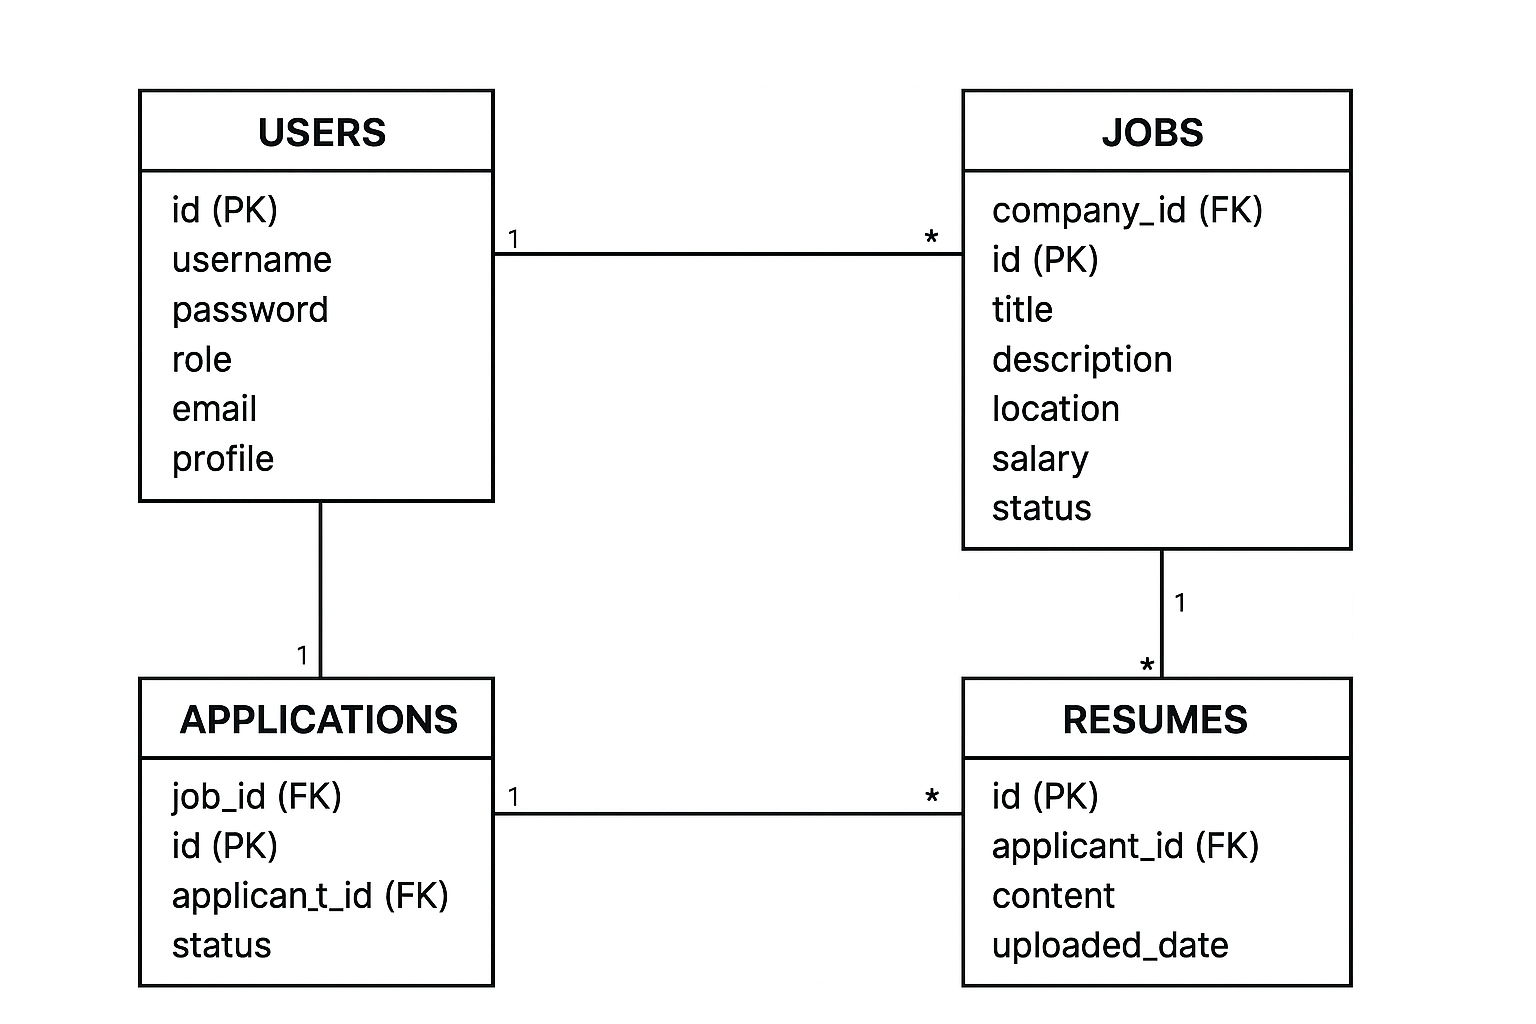 USERS
id (PK)
username
password
role
email
profile
1
*
JOBS
company_id (FK)
id (PK)
title
description
location
salary
status
1
1
*
APPLICATIONS
job_id (FK)
id (PK)
applican_t_id (FK)
status
1
*
RESUMES
id (PK)
applicant_id (FK)
content
uploaded_date